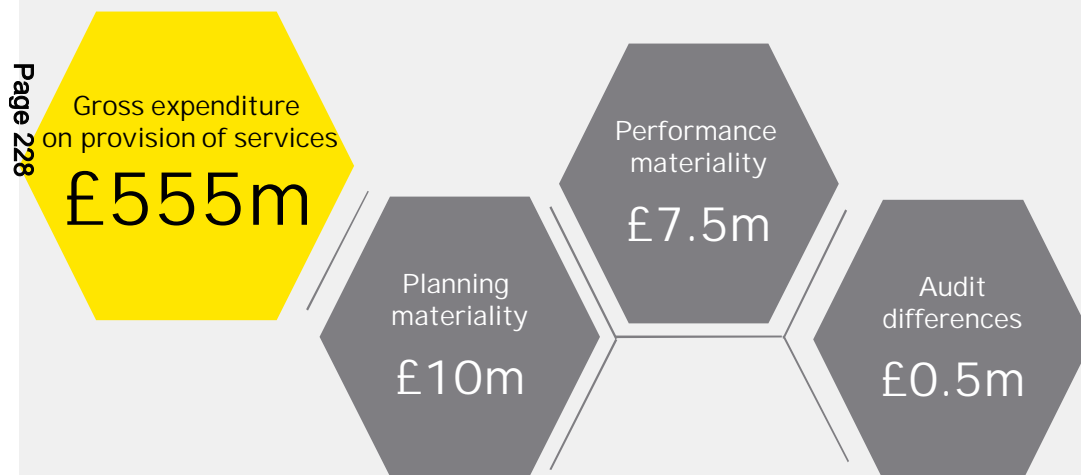 Page 228
Gross expenditure
on provision of services
£555m
Planning
materiality
£10m
Performance
materiality
£7.5m
Audit
differences
£0.5m